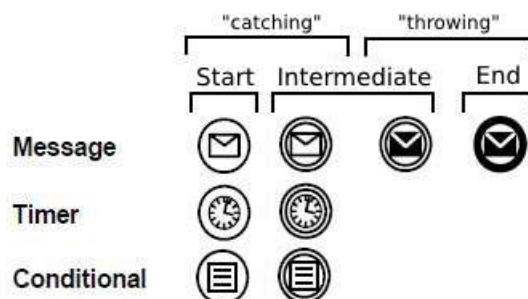 "catching" "throwing"
Start Intermediate End
Message
Timer
Conditional